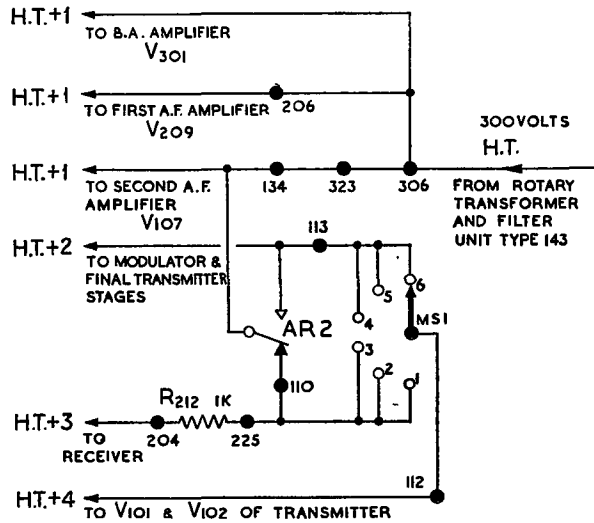 H.T.+1
TO B.A. AMPLIFIER
V301
H.T.+1
206
TO FIRST A.F. AMPLIFIER
V209
300 VOLTS
H.T.
H.T.+1
134 323 306
TO SECOND A.F.
AMPLIFIER
V107
FROM ROTARY
TRANSFORMER
AND FILTER
UNIT TYPE 143
113
H.T.+2
TO MODULATOR &
FINAL TRANSMITTER
STAGES
6
5
4
MS1
AR2
3
2
1
110
R212 1K
H.T.+3
204 225
TO
RECEIVER
112
H.T.+4
TO V101 & V102 OF TRANSMITTER